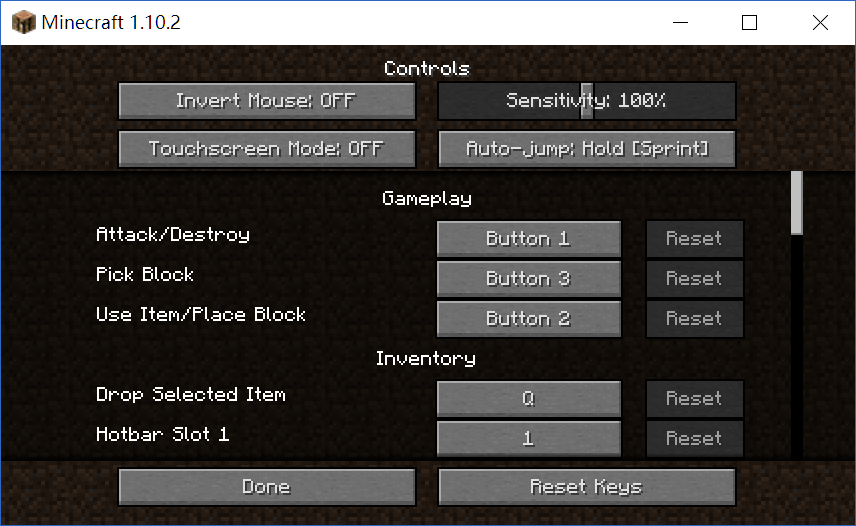 Minecraft 1.10.2
Controls
Invert Mouse: OFF
Sensitivity: 100%
Touchscreen Mode: OFF
Auto-jump: Hold [Sprint]
Gameplay
Attack/Destroy Button 1 Reset
Pick Block Button 3 Reset
Use Item/Place Block Button 2 Reset
Inventory
Drop Selected Item Q Reset
Hotbar Slot 1 1 Reset
Done
Reset Keys